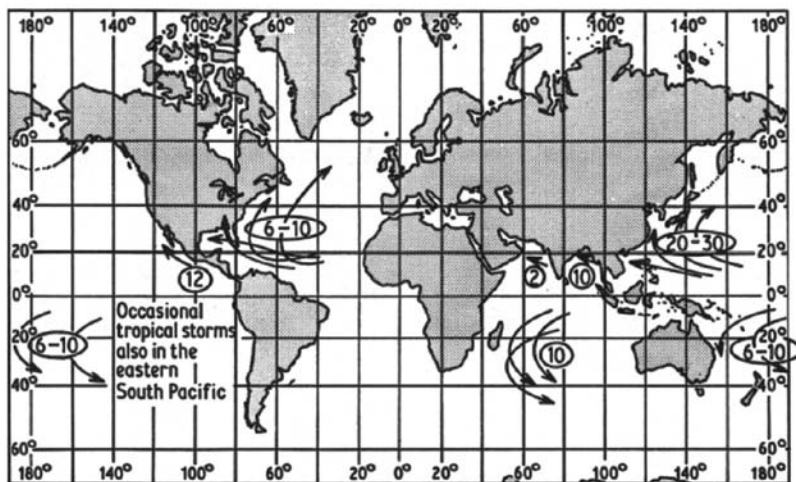 180° 140° 100° 60° 20° 0° 20° 60° 100° 140° 180°
60° 60°
40° 6-10 40°
20-30
20° 20°
12 2 10
0° 0°
Occasional
tropical storms
also in the
eastern
South Pacific
20° 20°
6-10 10 6-10
40° 40°
60° 60°
180° 140° 100° 60° 20° 0° 20° 60° 100° 140° 180°